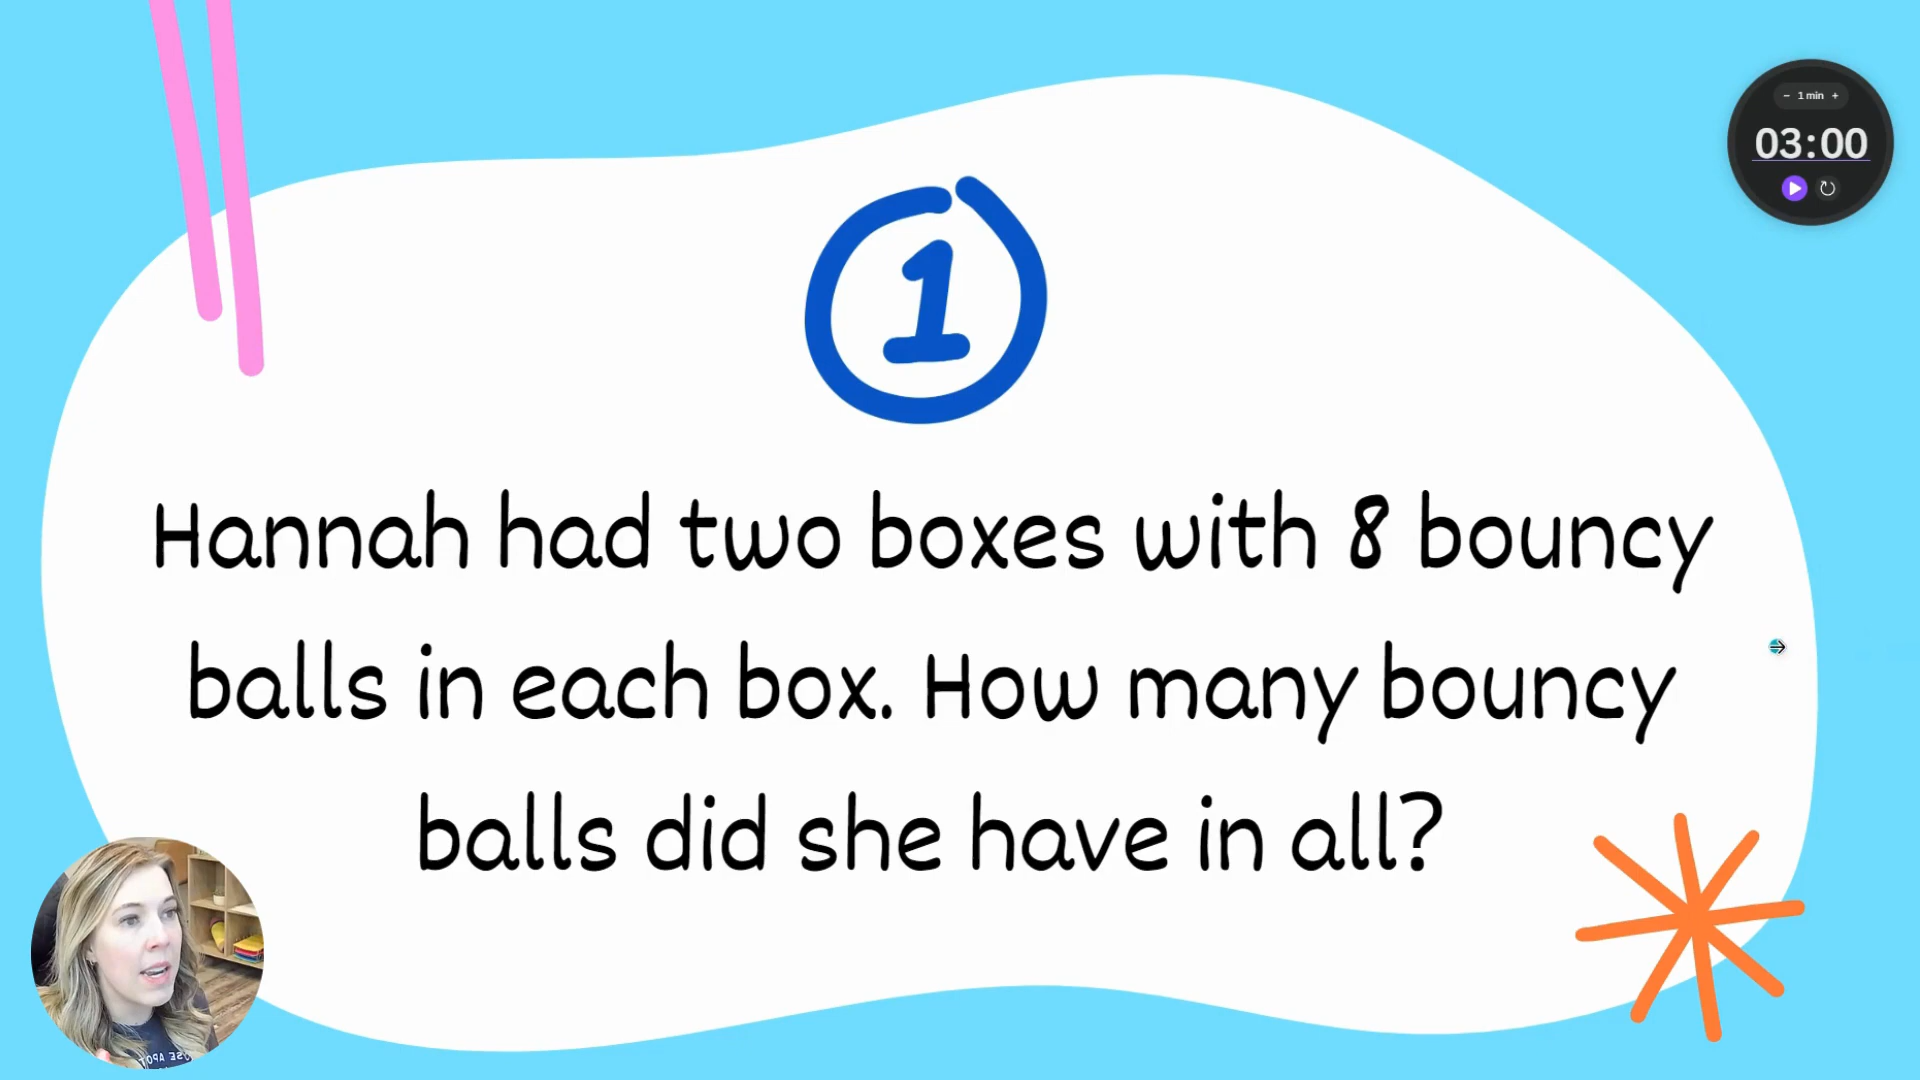 - 1 min +
03:00
1
Hannah had two boxes with 8 bouncy
balls in each box. How many bouncy
balls did she have in all?